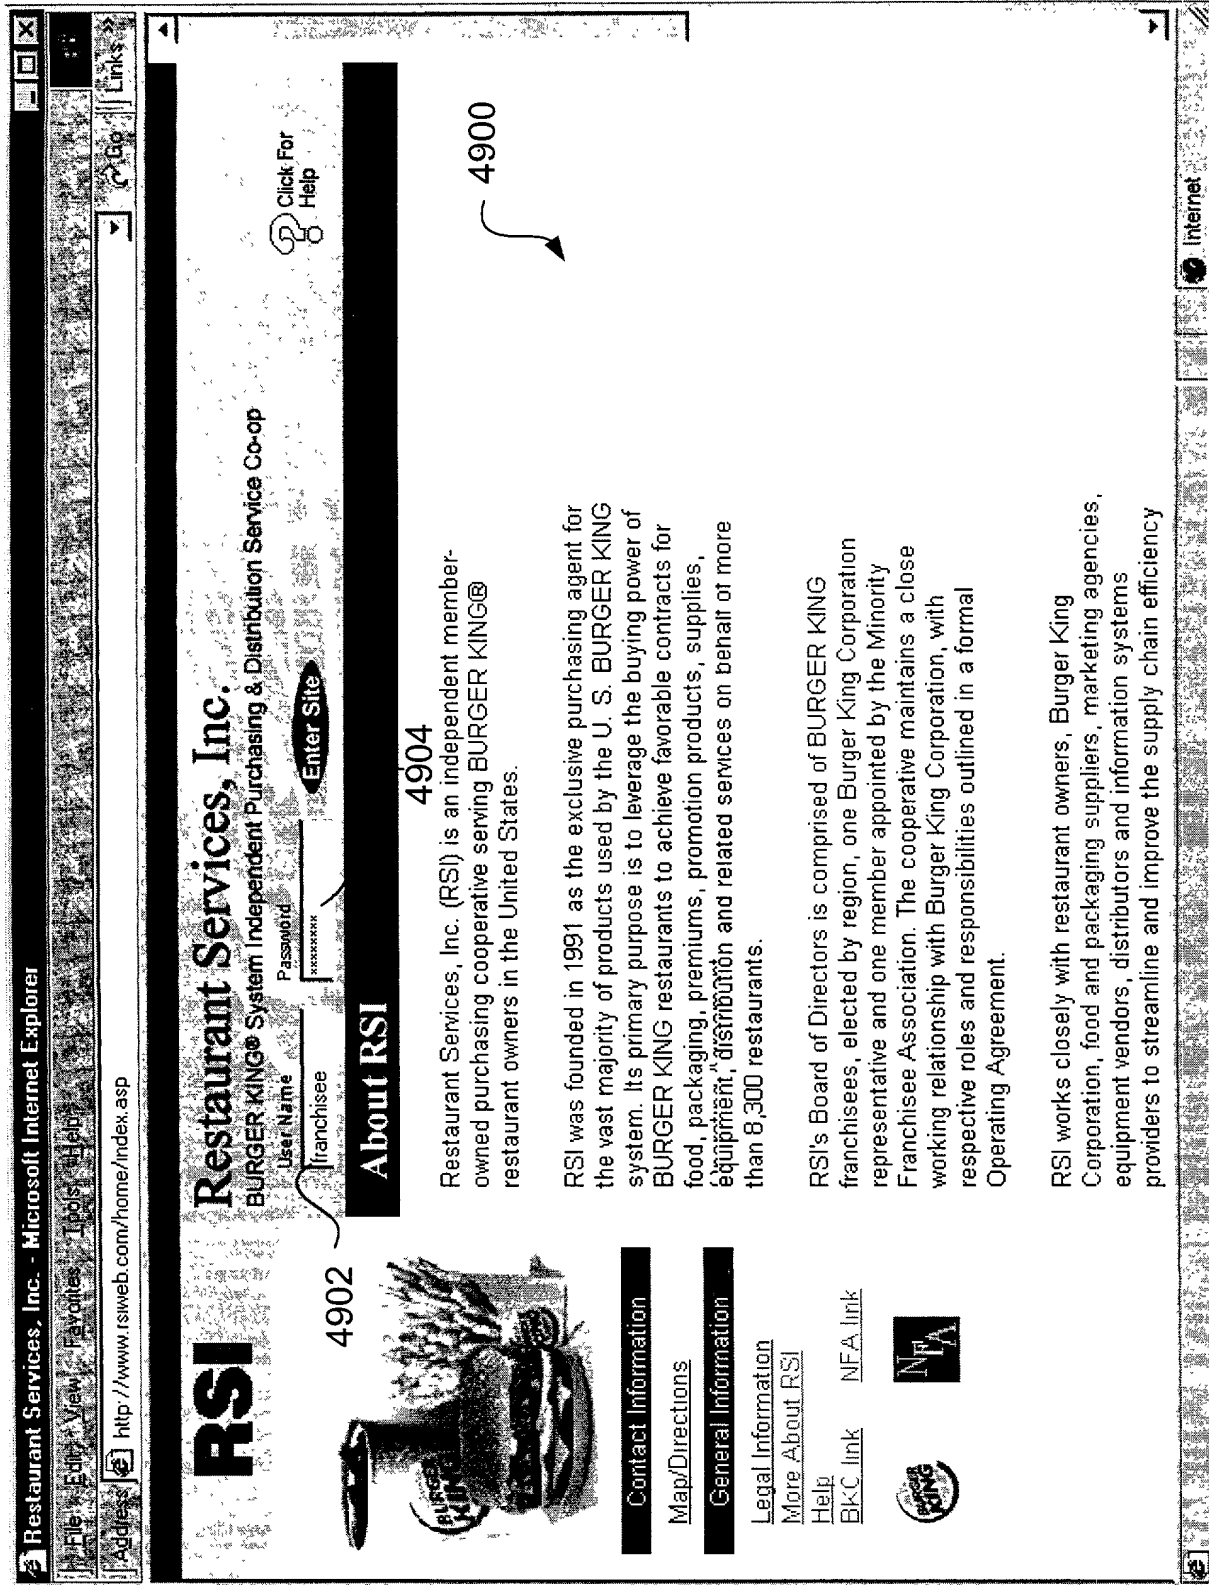 Restaurant Services, Inc. - Microsoft Internet Explorer
File Edit View Favorites Tools Help
Address http://www.rsiweb.com/home/index.asp Go Links »
RSI
Restaurant Services, Inc.
BURGER KING® System Independent Purchasing & Distribution Service Co-op
User Name Password
franchisee xxxxxxxxx Enter Site
Click For
Help
4902
4904
4900
About RSI
BURGER
KING
Contact Information
Map/Directions
General Information
Legal Information
More About RSI
Help
BKC link NFA link
BURGER
KING
NFA
Restaurant Services, Inc. (RSI) is an independent member-
owned purchasing cooperative serving BURGER KING®
restaurant owners in the United States.
RSI was founded in 1991 as the exclusive purchasing agent for
the vast majority of products used by the U. S. BURGER KING
system. Its primary purpose is to leverage the buying power of
BURGER KING restaurants to achieve favorable contracts for
food, packaging, premiums, promotion products, supplies,
equipment, distribution and related services on behalf of more
than 8,300 restaurants.
RSI's Board of Directors is comprised of BURGER KING
franchisees, elected by region, one Burger King Corporation
representative and one member appointed by the Minority
Franchisee Association. The cooperative maintains a close
working relationship with Burger King Corporation, with
respective roles and responsibilities outlined in a formal
Operating Agreement.
RSI works closely with restaurant owners, Burger King
Corporation, food and packaging suppliers, marketing agencies,
equipment vendors, distributors and information systems
providers to streamline and improve the supply chain efficiency
Internet